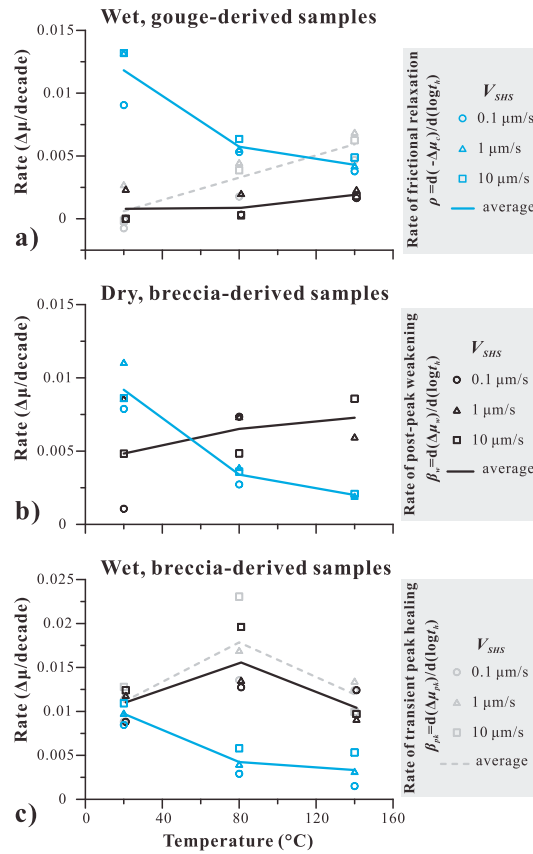 Wet, gouge-derived samples
0.015
0.01
0.005
0
Rate (Δμ/decade)
a)
Rate of frictional relaxation
ρ =d(-Δμc)/d(logth)
VSHS
0.1 μm/s
1 μm/s
10 μm/s
average
Dry, breccia-derived samples
0.015
0.01
0.005
0
Rate (Δμ/decade)
b)
Rate of post-peak weakening
βw=d(Δμw)/d(logth)
VSHS
0.1 μm/s
1 μm/s
10 μm/s
average
Wet, breccia-derived samples
0.025
0.02
0.015
0.01
0.005
0
Rate (Δμ/decade)
c)
0 40 80 120 160
Temperature (°C)
Rate of transient peak healing
βpk=d(Δμpk)/d(logth)
VSHS
0.1 μm/s
1 μm/s
10 μm/s
average